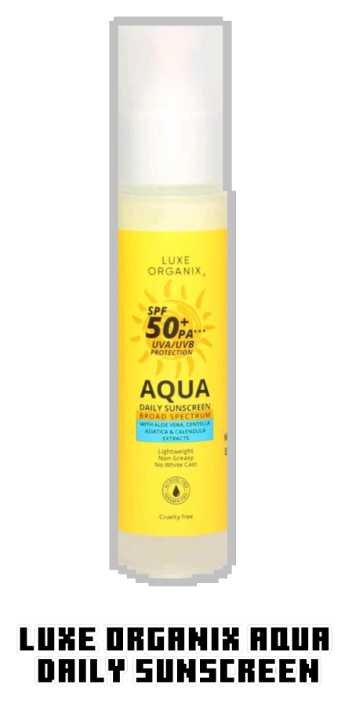 LUXE
ORGANIX
SPF
50+
PA+++
UVA/UVB
PROTECTION
AQUA
DAILY SUNSCREEN
BROAD SPECTRUM
WITH ALOE VERA, CENTELLA
ASIATICA & CALENDULA
EXTRACTS
Lightweight
Non Greasy
No White Cast
Cruelty free
LUXE ORGANIX AQUA
DAILY SUNSCREEN